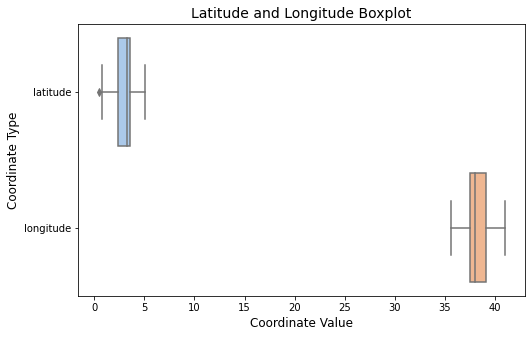 Latitude and Longitude Boxplot
Coordinate Type
latitude
longitude
0 5 10 15 20 25 30 35 40
Coordinate Value